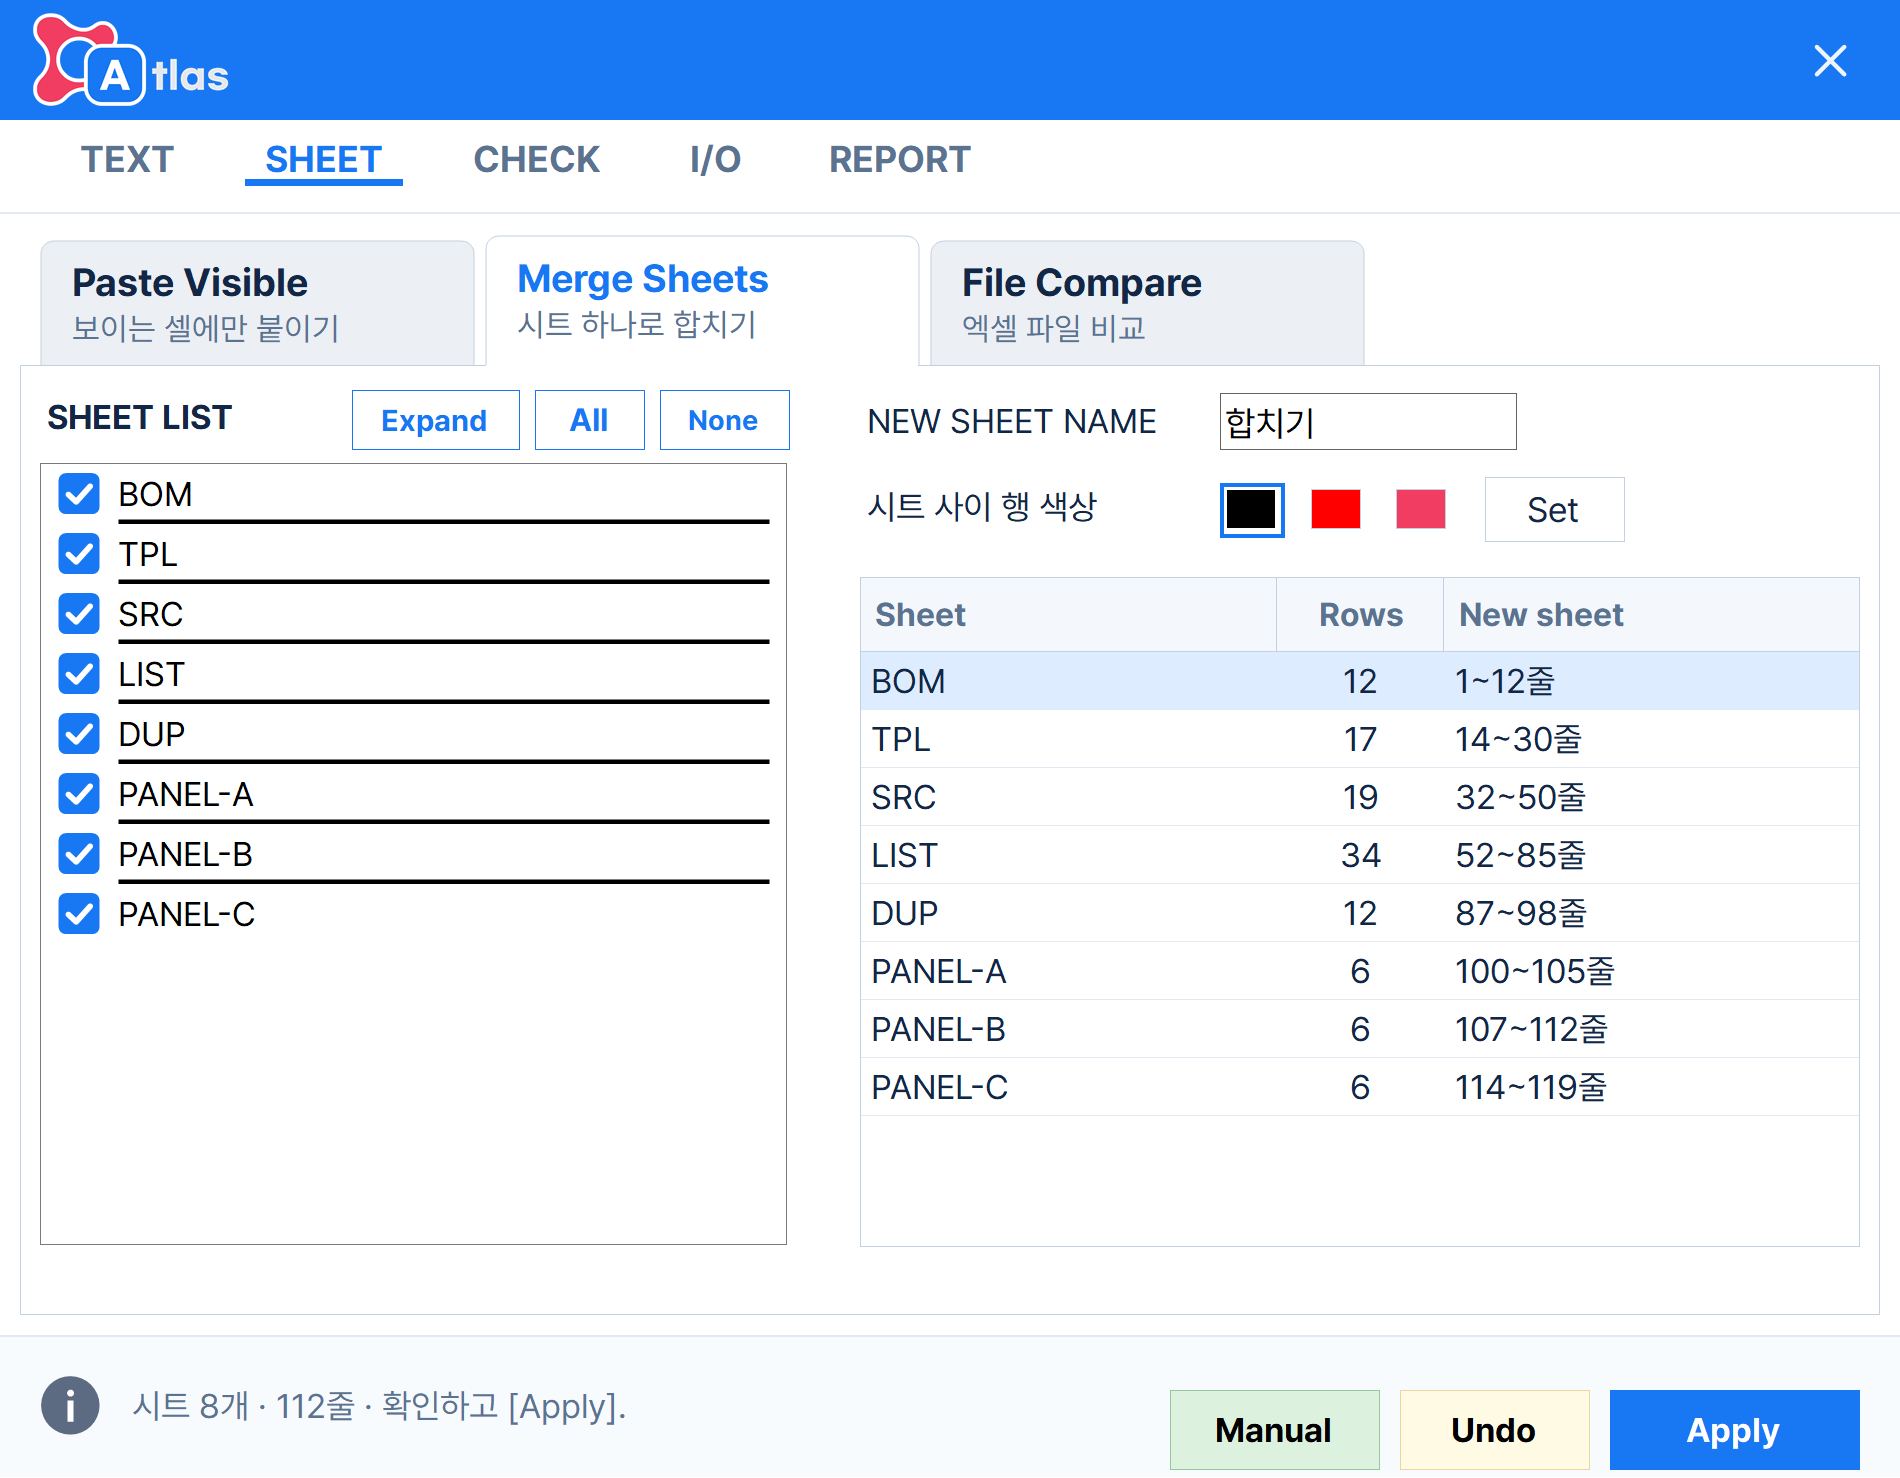 Atlas
TEXT SHEET CHECK I/O REPORT
Paste Visible
보이는 셀에만 붙이기
Merge Sheets
시트 하나로 합치기
File Compare
엑셀 파일 비교
SHEET LIST Expand All None
BOM
TPL
SRC
LIST
DUP
PANEL-A
PANEL-B
PANEL-C
NEW SHEET NAME 합치기
시트 사이 행 색상 Set
Sheet Rows New sheet
BOM 12 1~12줄
TPL 17 14~30줄
SRC 19 32~50줄
LIST 34 52~85줄
DUP 12 87~98줄
PANEL-A 6 100~105줄
PANEL-B 6 107~112줄
PANEL-C 6 114~119줄
시트 8개 · 112줄 · 확인하고 [Apply].
Manual Undo Apply